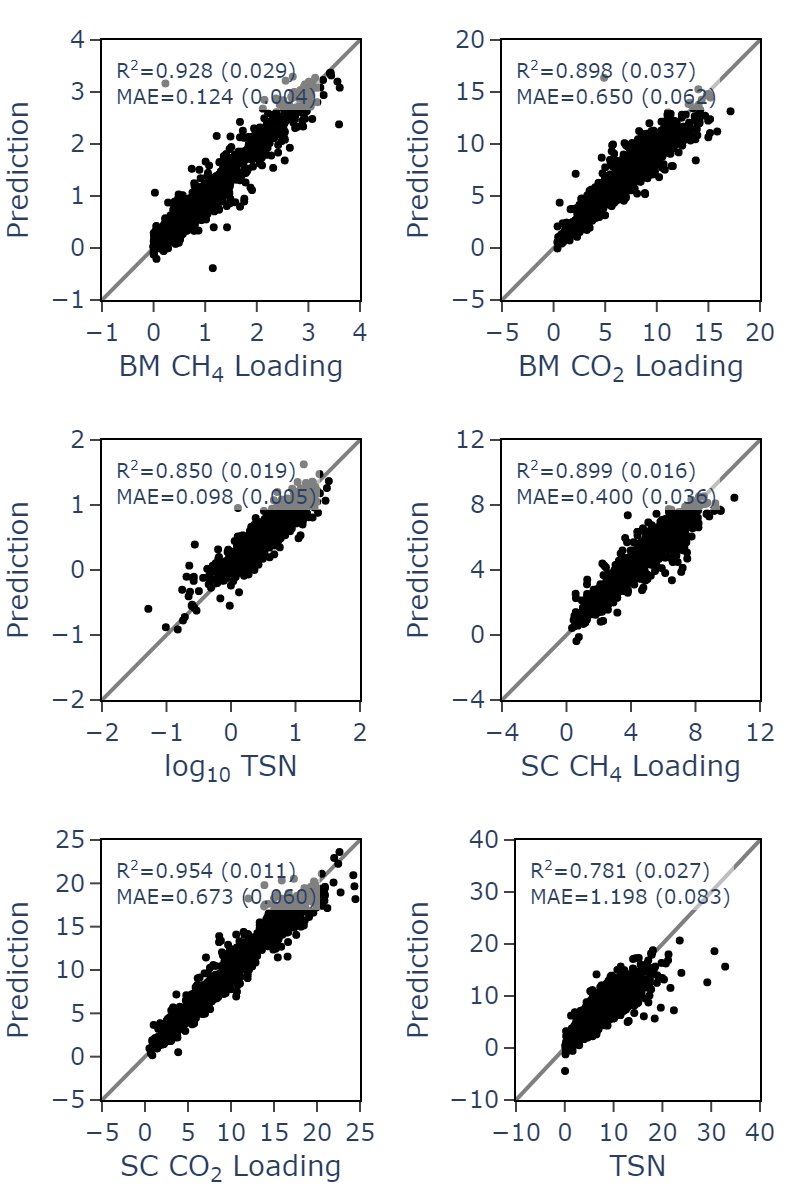 4
3
2
1
0
−1
Prediction
R²=0.928 (0.029)
MAE=0.124 (0.004)
−1 0 1 2 3 4
BM CH₄ Loading
20
15
10
5
0
−5
Prediction
R²=0.898 (0.037)
MAE=0.650 (0.062)
−5 0 5 10 15 20
BM CO₂ Loading
2
1
0
−1
−2
Prediction
R²=0.850 (0.019)
MAE=0.098 (0.005)
−2 −1 0 1 2
log₁₀ TSN
12
8
4
0
−4
Prediction
R²=0.899 (0.016)
MAE=0.400 (0.036)
−4 0 4 8 12
SC CH₄ Loading
25
20
15
10
5
0
−5
Prediction
R²=0.954 (0.011)
MAE=0.673 (0.060)
−5 0 5 10 15 20 25
SC CO₂ Loading
40
30
20
10
0
−10
Prediction
R²=0.781 (0.027)
MAE=1.198 (0.083)
−10 0 10 20 30 40
TSN